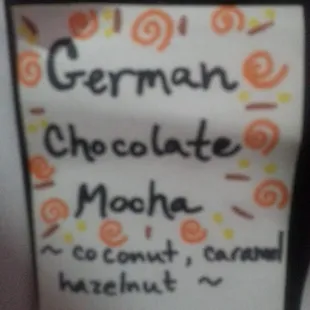 German
Chocolate
Mocha
~ coconut, caramel
hazelnut ~